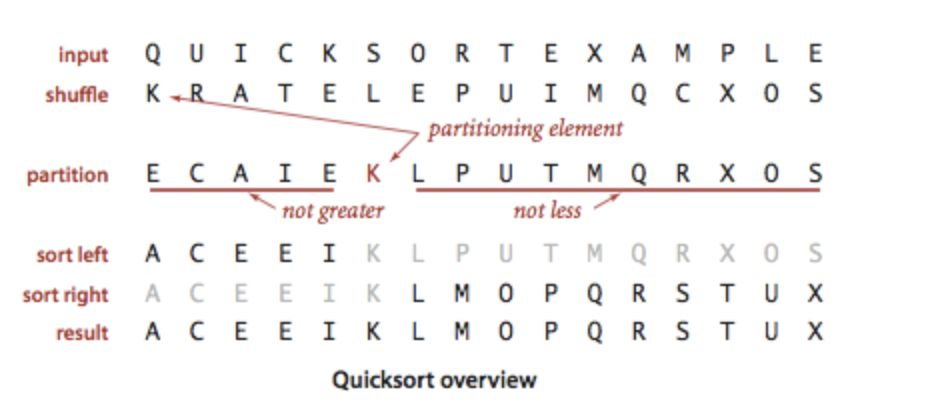 input Q U I C K S O R T E X A M P L E
shuffle K R A T E L E P U I M Q C X O S
partitioning element
partition E C A I E K L P U T M Q R X O S
not greater not less
sort left A C E E I K L P U T M Q R X O S
sort right A C E E I K L M O P Q R S T U X
result A C E E I K L M O P Q R S T U X
Quicksort overview